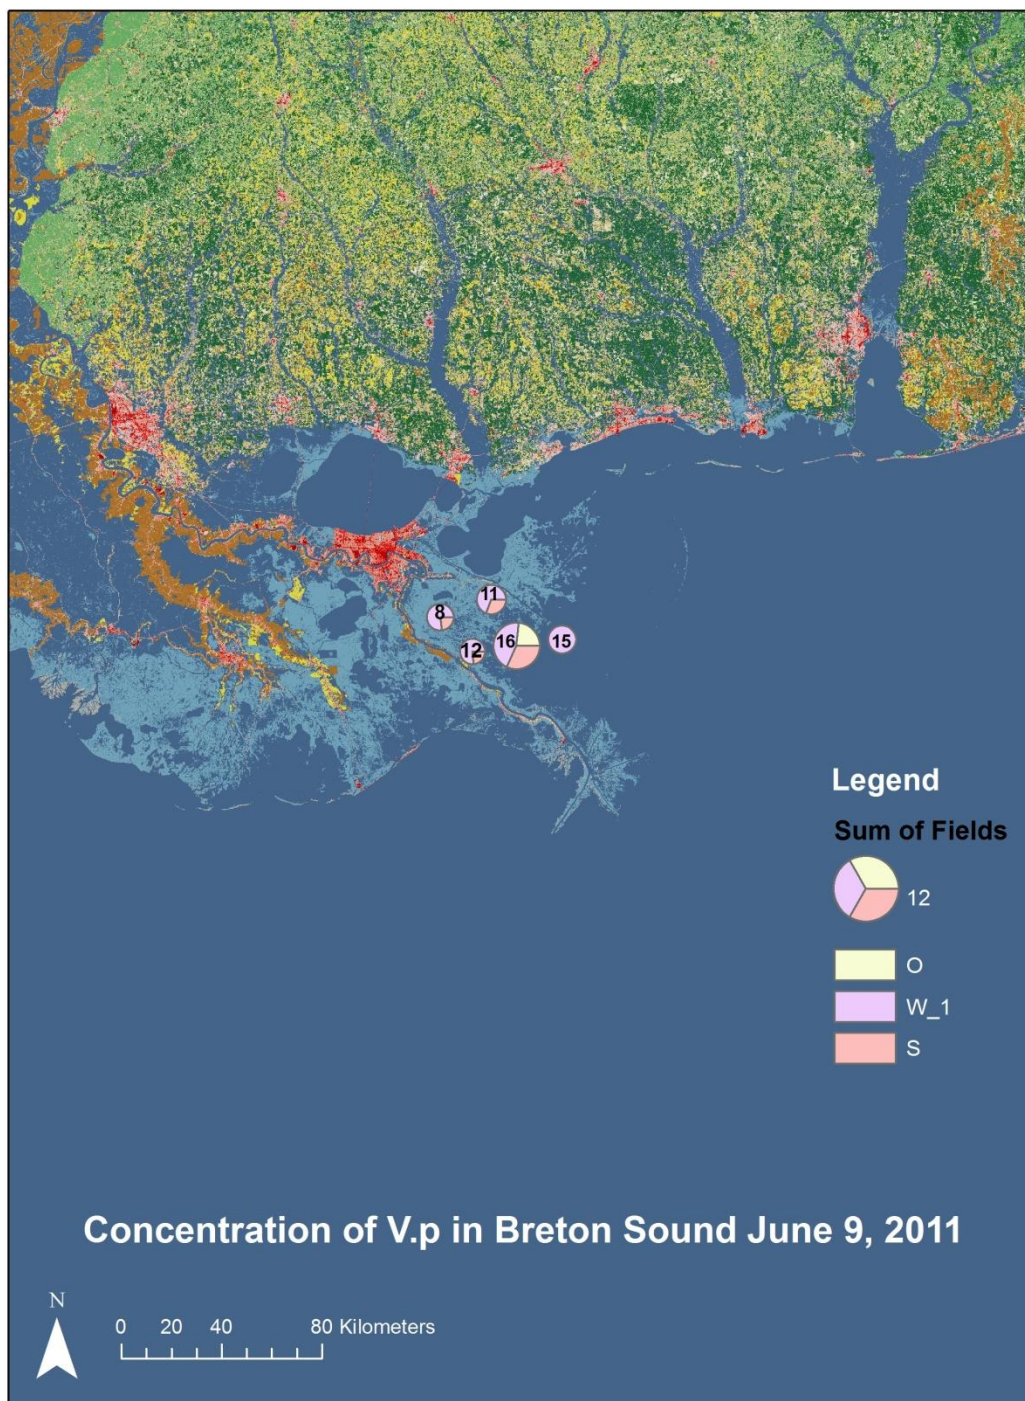 11
8
12
16
15
Legend
Sum of Fields
12
O
W_1
S
Concentration of V.p in Breton Sound June 9, 2011
N
0 20 40 80 Kilometers